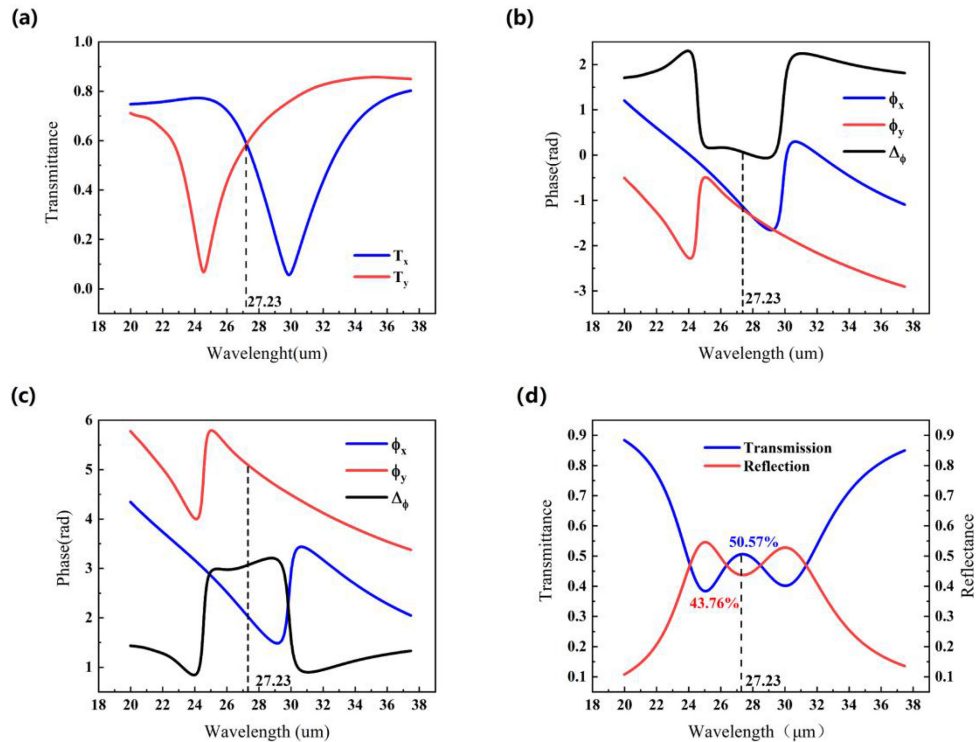 (a)
1.0
0.8
0.6
0.4
0.2
0.0
Transmittance
T_x
T_y
27.23
18 20 22 24 26 28 30 32 34 36 38
Wavelenght(um)
(b)
2
1
0
-1
-2
-3
Phase(rad)
ϕ_x
ϕ_y
Δ_ϕ
27.23
18 20 22 24 26 28 30 32 34 36 38
Wavelength (um)
(c)
6
5
4
3
2
1
Phase(rad)
ϕ_x
ϕ_y
Δ_ϕ
27.23
18 20 22 24 26 28 30 32 34 36 38
Wavelength (um)
(d)
0.9
0.8
0.7
0.6
0.5
0.4
0.3
0.2
0.1
Transmittance
Transmission
Reflection
50.57%
43.76%
27.23
0.9
0.8
0.7
0.6
0.5
0.4
0.3
0.2
0.1
Reflectance
18 20 22 24 26 28 30 32 34 36 38
Wavelength（μm）